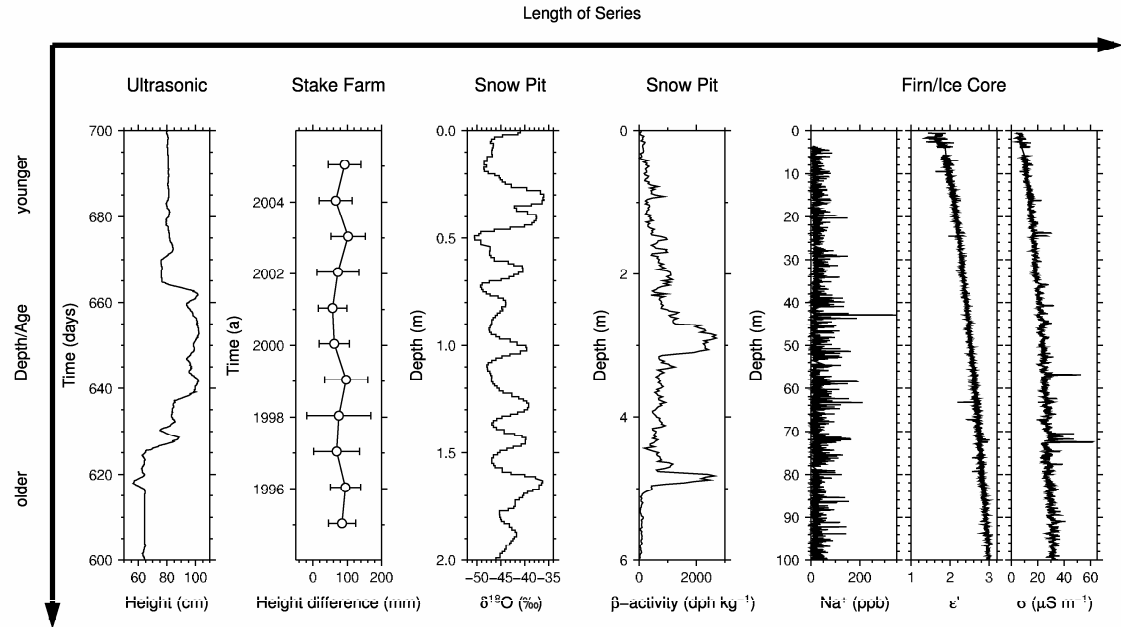 Length of Series
Ultrasonic
Stake Farm
Snow Pit
Snow Pit
Firn/Ice Core
younger
Depth/Age
older
Time (days)
700
680
660
640
620
600
60 80 100
Height (cm)
Time (a)
2004
2002
2000
1998
1996
0 100 200
Height difference (mm)
Depth (m)
0.0
0.5
1.0
1.5
2.0
−50−45−40−35
δ¹⁸O (‰)
Depth (m)
0
2
4
6
0 2000
β−activity (dph kg⁻¹)
Depth (m)
0
10
20
30
40
50
60
70
80
90
100
0 200
Na⁺ (ppb)
1 2 3
ε'
0 20 40 60
σ (μS m⁻¹)